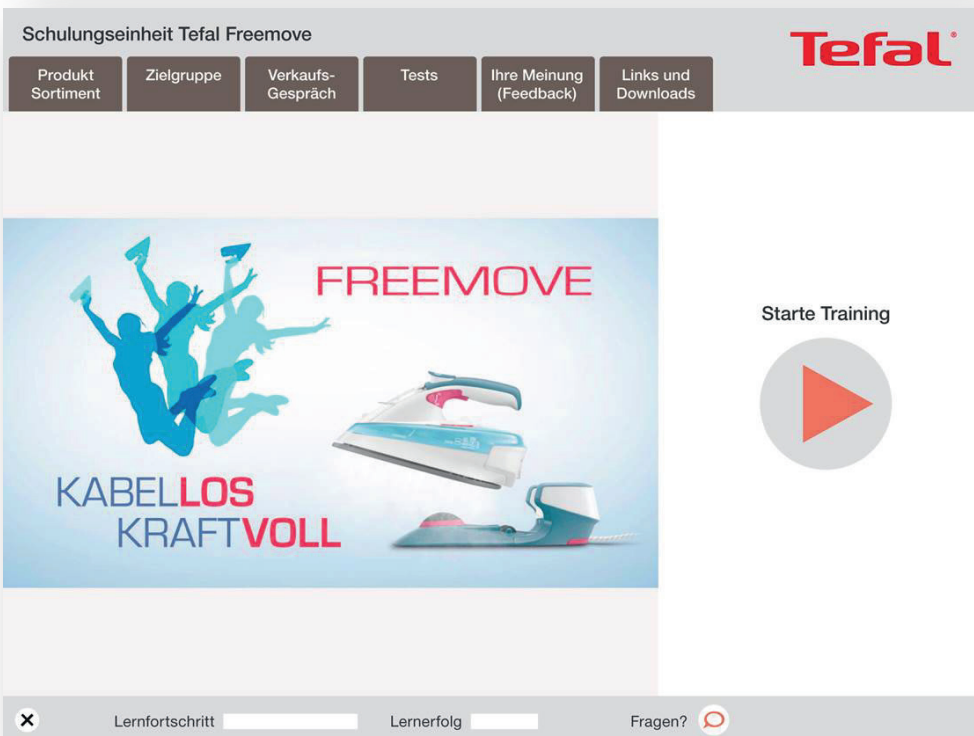 Schulungseinheit Tefal Freemove
Tefal®
Produkt
Sortiment
Zielgruppe
Verkaufs-
Gespräch
Tests
Ihre Meinung
(Feedback)
Links und
Downloads
FREEMOVE
KABELLOS
KRAFTVOLL
Starte Training
Lernfortschritt
Lernerfolg
Fragen?